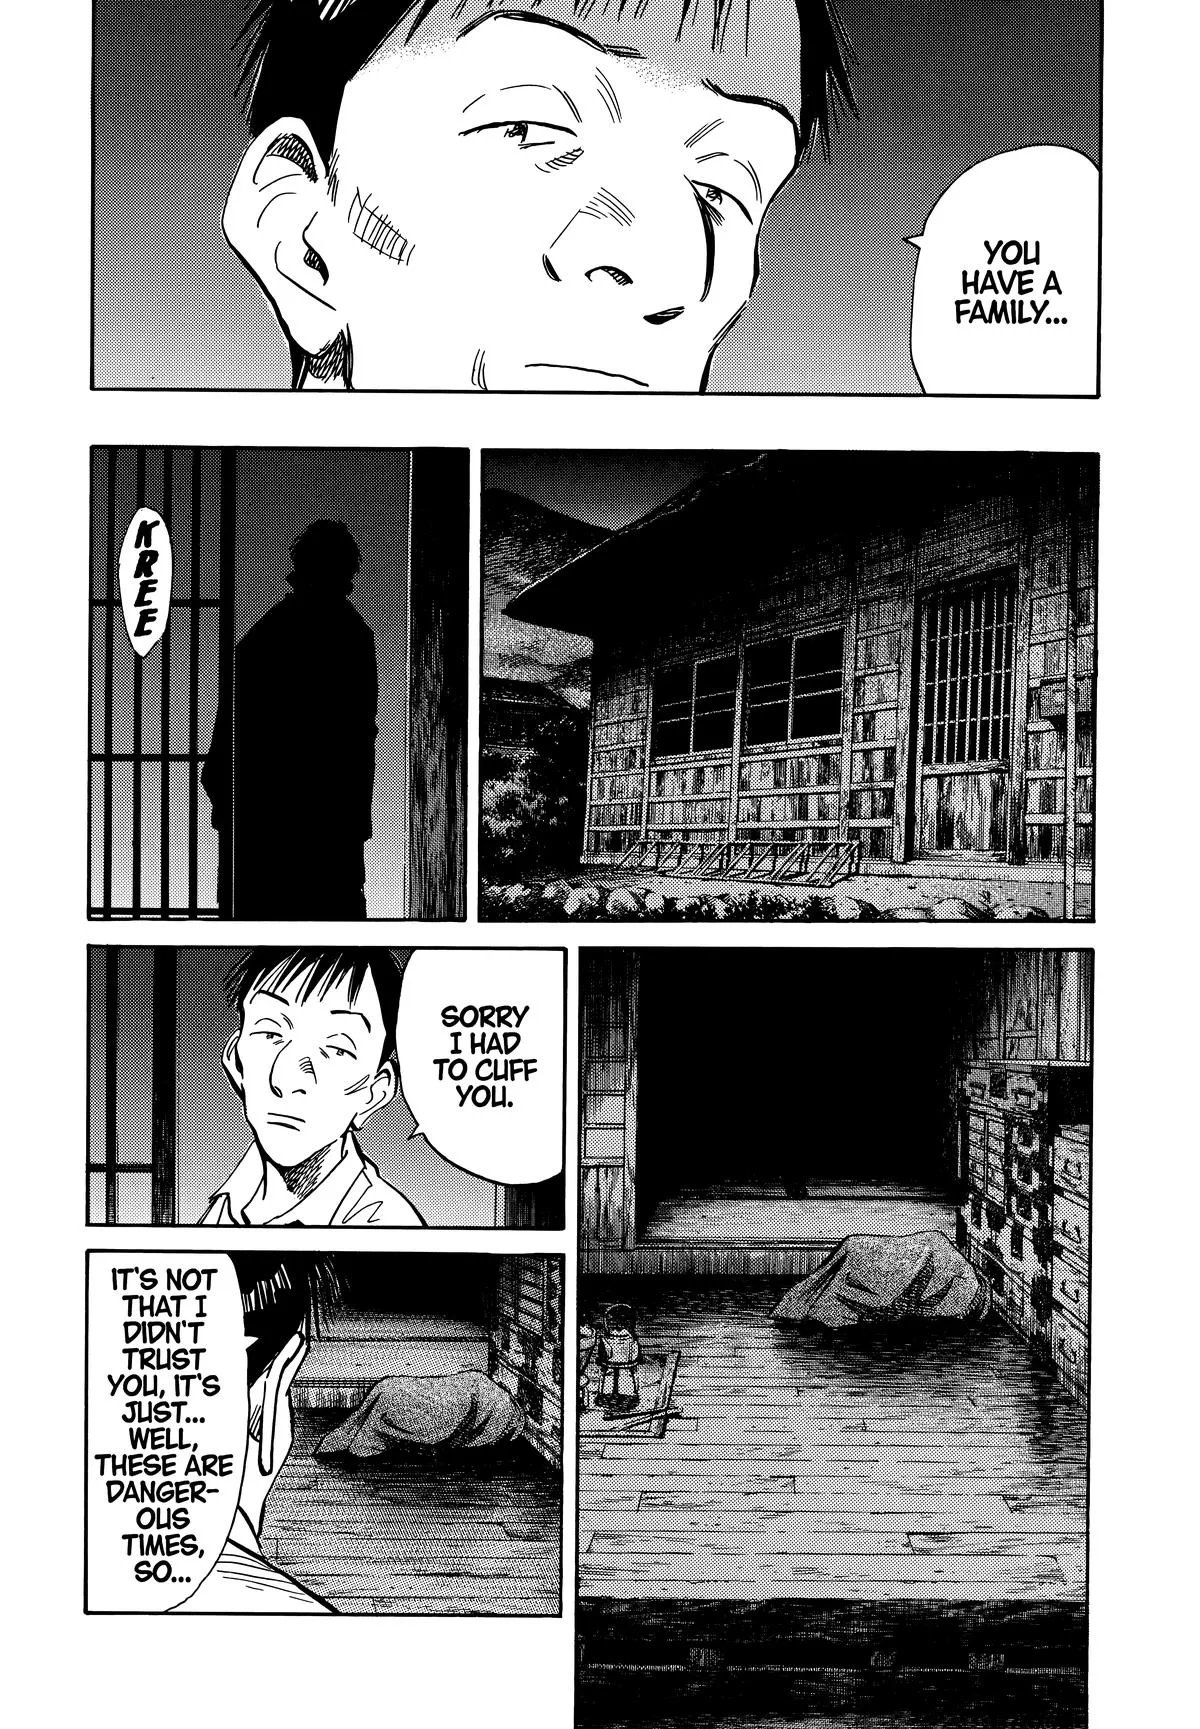 YOU
HAVE A
FAMILY...
KREE
SORRY
I HAD
TO CUFF
YOU.
IT'S NOT
THAT I
DIDN'T
TRUST
YOU, IT'S
JUST...
WELL,
THESE ARE
DANGER-
OUS
TIMES,
SO...